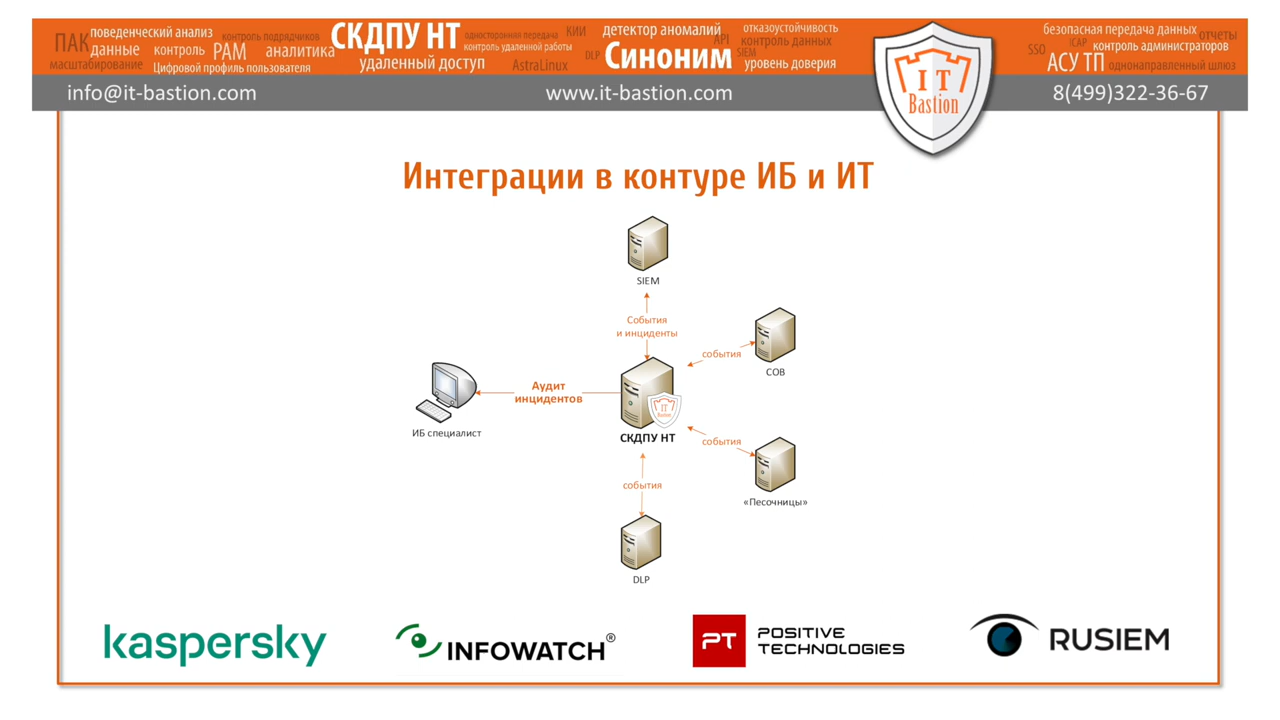 ПАК
поведенческий анализ
контроль подрядчиков
данные
контроль
PAM
аналитика
масштабирование
Цифровой профиль пользователя
СКДПУ НТ
односторонняя передача
КИИ
контроль удаленной работы
удаленный доступ
AstraLinux
DLP
детектор аномалий
API
Синоним
SIEM
отказоустойчивость
контроль данных
уровень доверия
безопасная передача данных
отчеты
SSO
ICAP
контроль администраторов
АСУ ТП
однонаправленный шлюз
info@it-bastion.com
www.it-bastion.com
8(499)322-36-67
IT
Bastion
Интеграции в контуре ИБ и ИТ
SIEM
События
и инциденты
события
СОВ
Аудит
инцидентов
ИБ специалист
IT
Bastion
СКДПУ НТ
события
«Песочницы»
события
DLP
kaspersky
INFOWATCH®
PT
POSITIVE
TECHNOLOGIES
RUSIEM